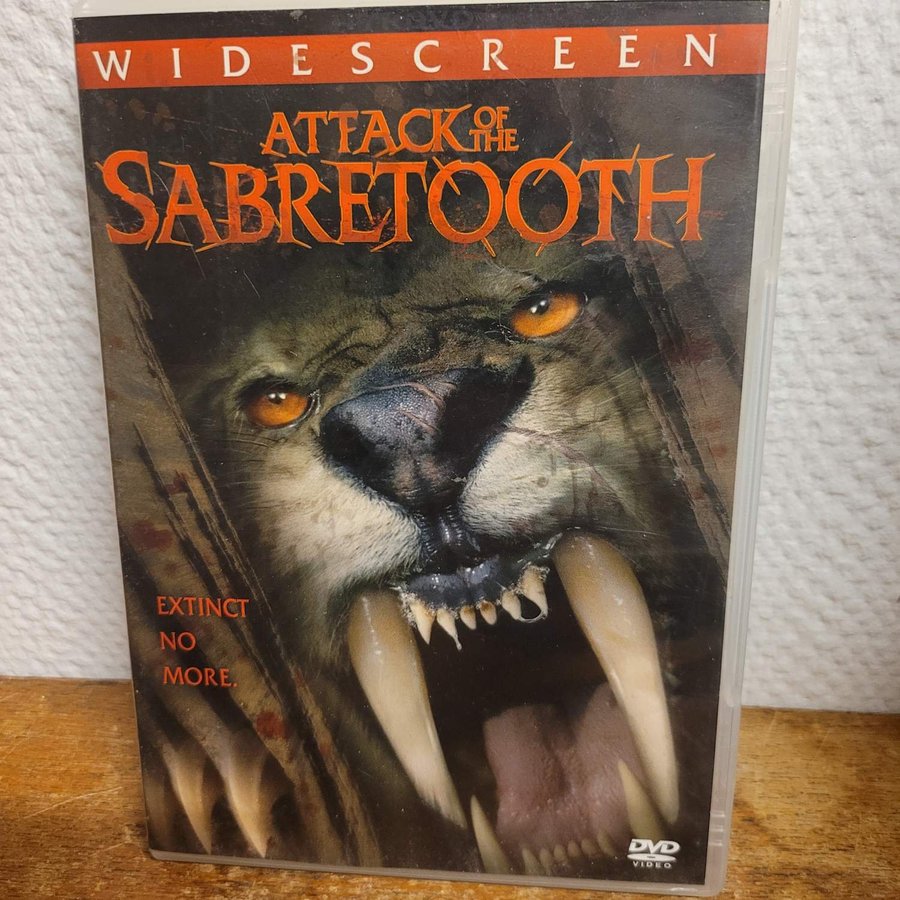 WIDESCREEN
ATTACK OF THE
SABRETOOTH
EXTINCT
NO
MORE.
DVD
VIDEO